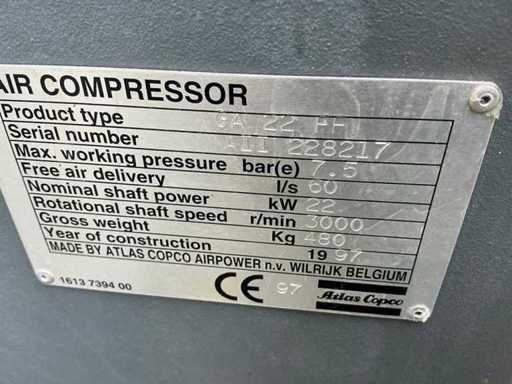 AIR COMPRESSOR
Product type GA 22 PH
Serial number AII 228217
Max. working pressure bar(e) 7.5
Free air delivery l/s 60
Nominal shaft power kW 22
Rotational shaft speed r/min 3000
Gross weight Kg 480
Year of construction 1997
MADE BY ATLAS COPCO AIRPOWER n.v. WILRIJK BELGIUM
1613 7394 00 CE 97 Atlas Copco